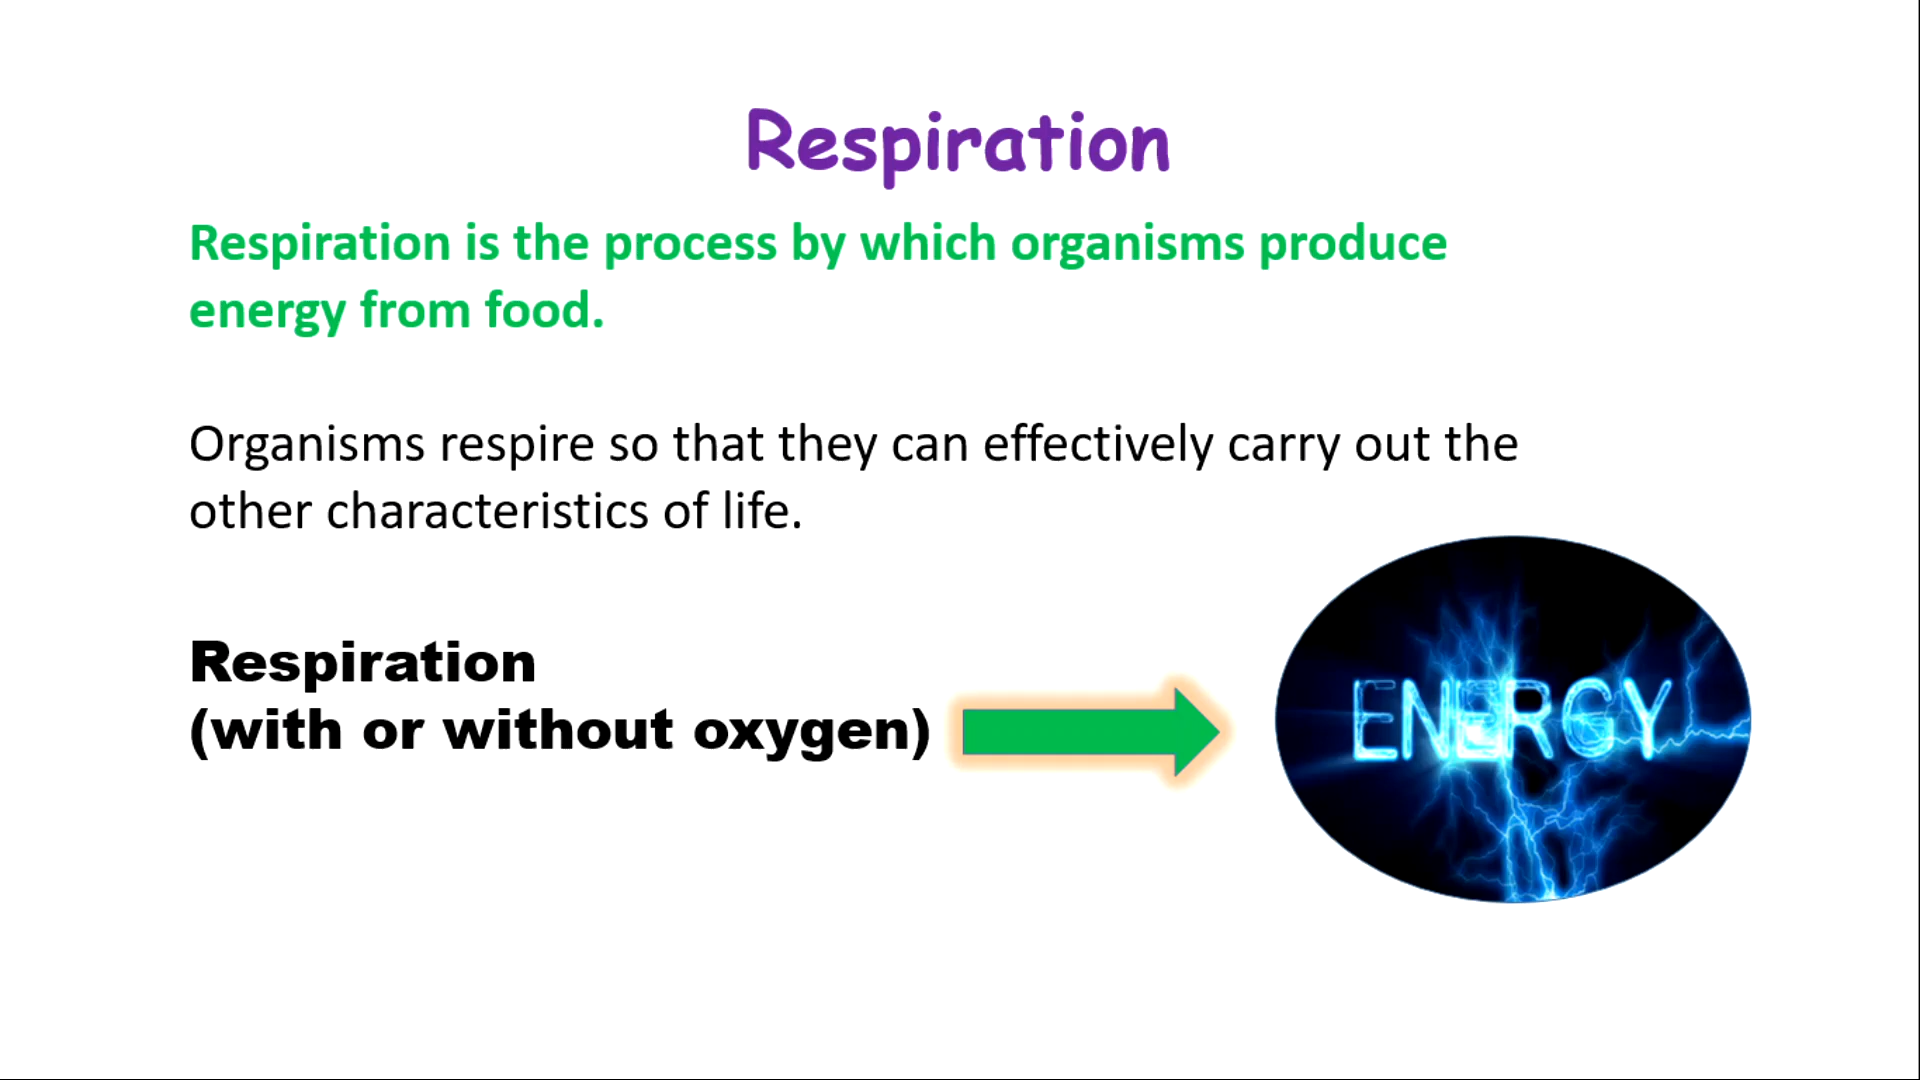 Respiration
Respiration is the process by which organisms produce
energy from food.
Organisms respire so that they can effectively carry out the
other characteristics of life.
Respiration
(with or without oxygen)
ENERGY